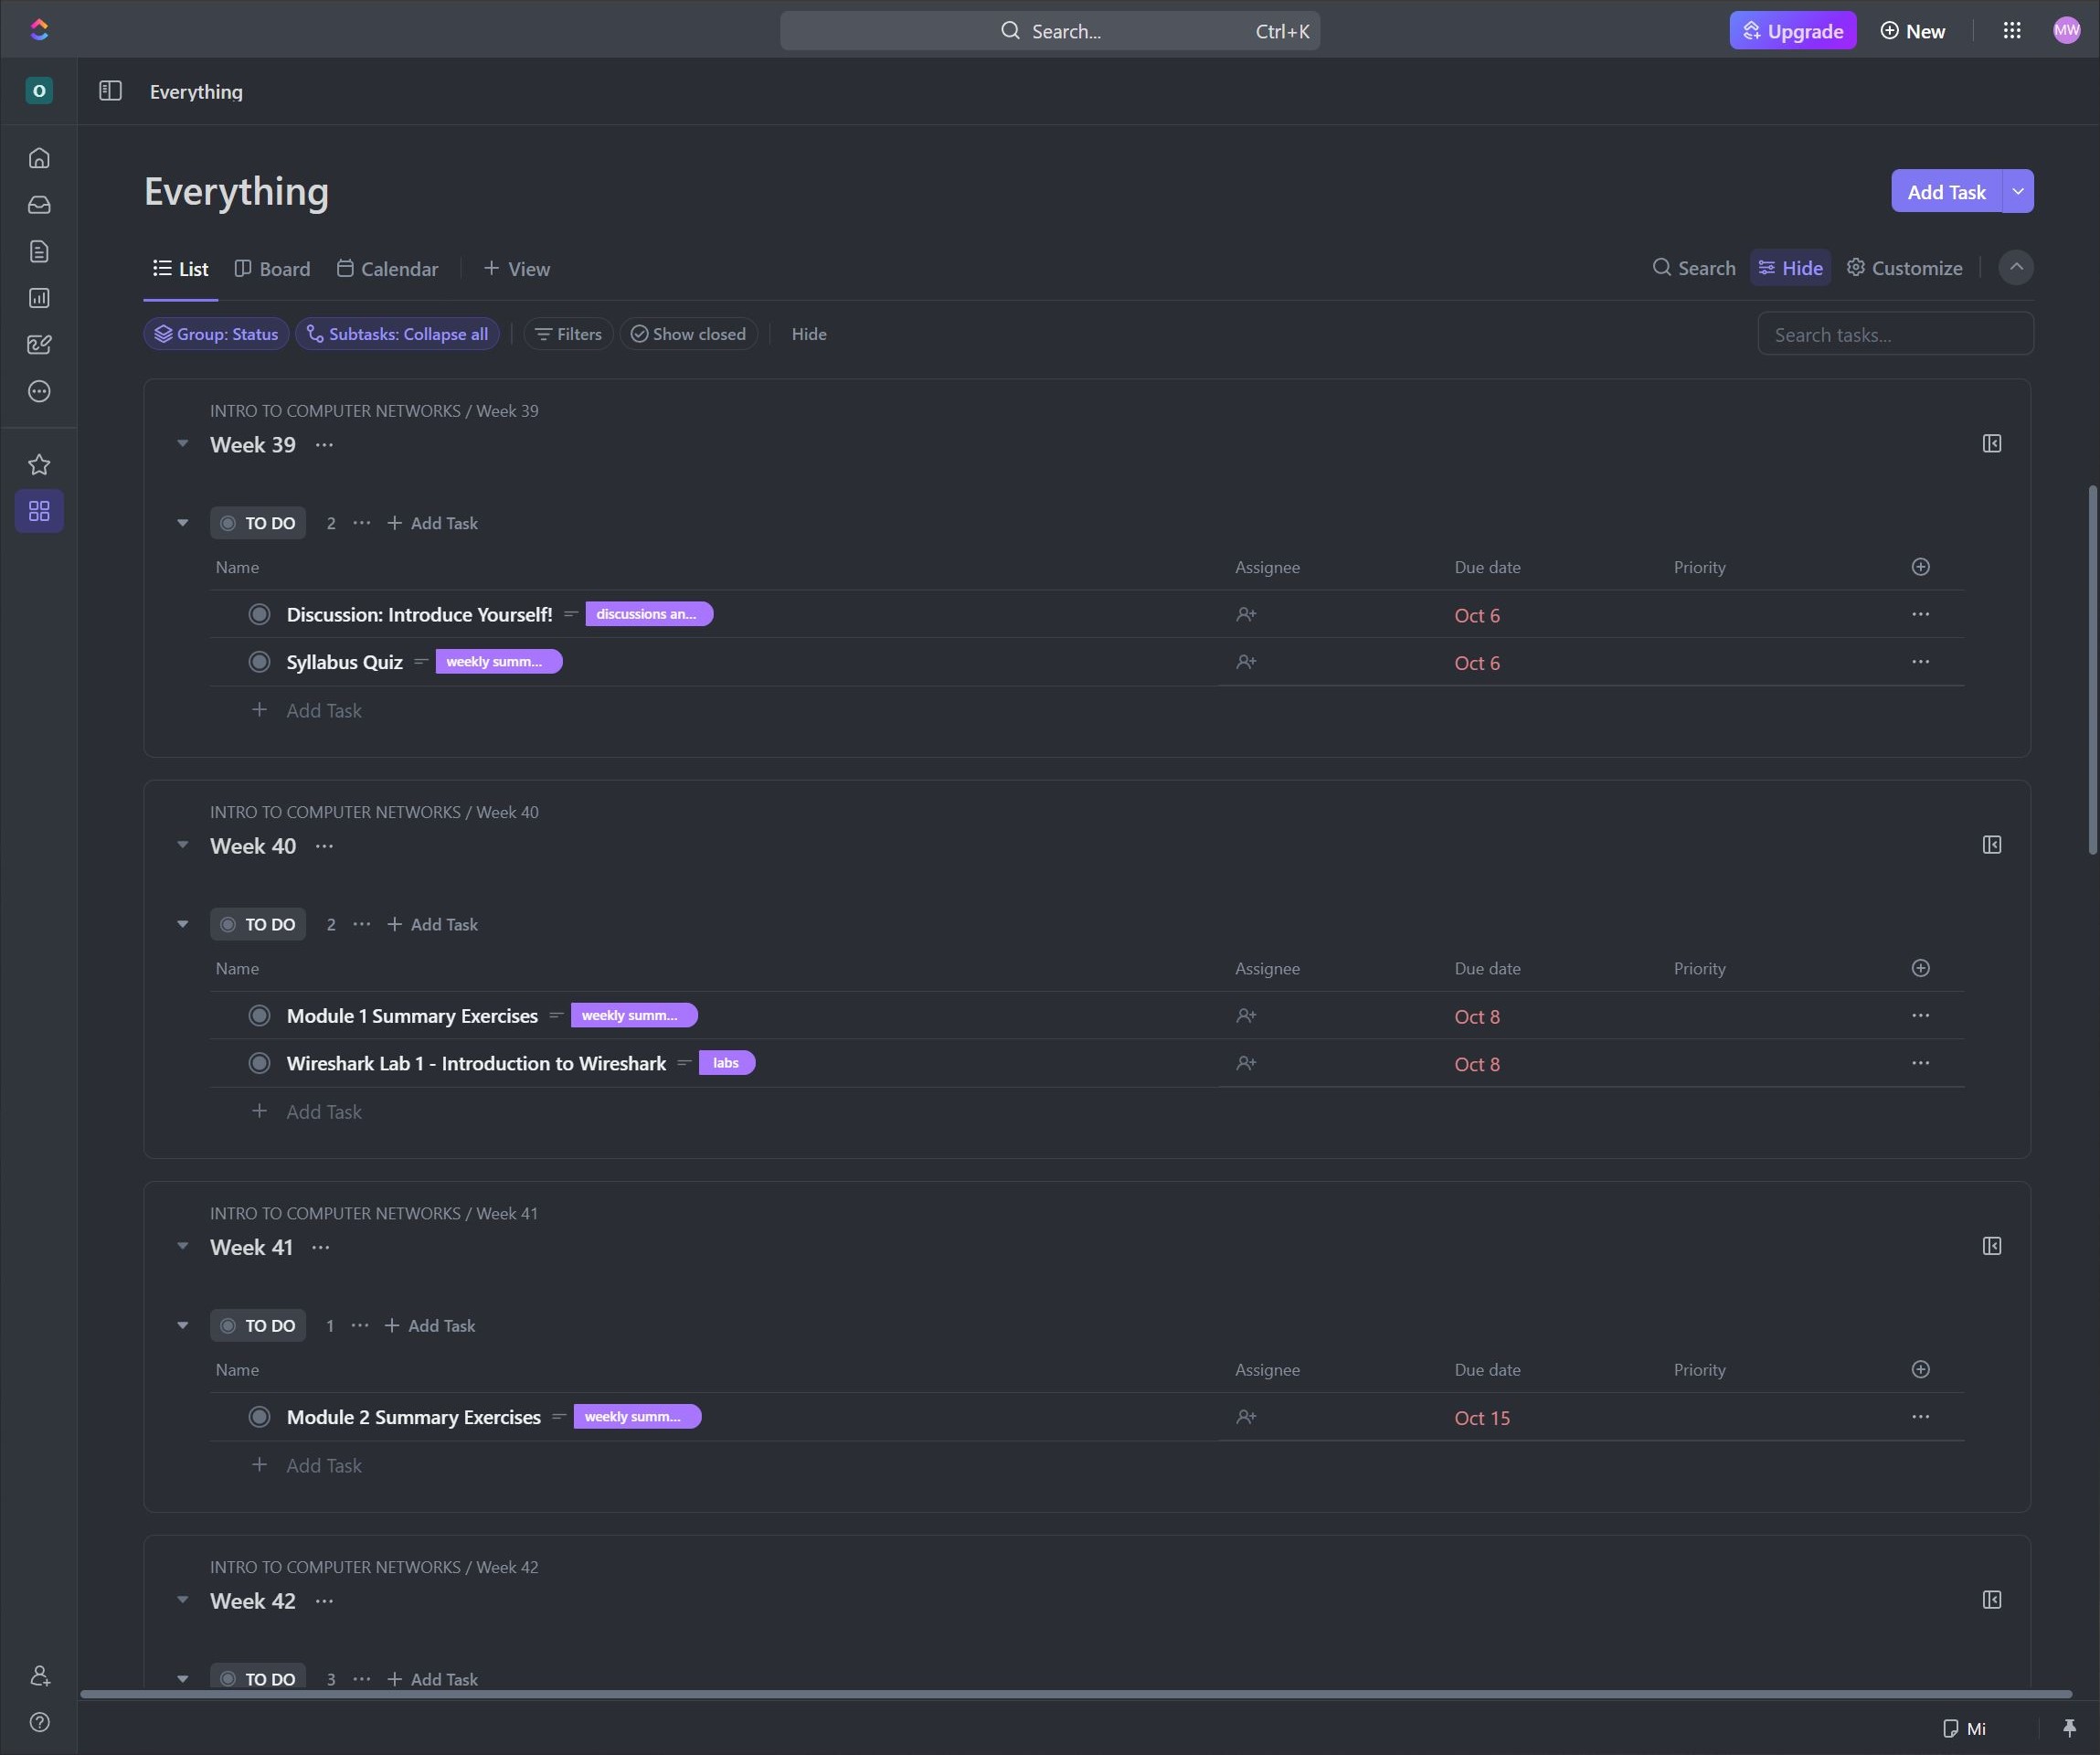 Search... Ctrl+K
Upgrade
New
MW
O
Everything
Everything
Add Task
List Board Calendar + View
Search Hide Customize
Group: Status Subtasks: Collapse all Filters Show closed Hide
Search tasks...
INTRO TO COMPUTER NETWORKS / Week 39
Week 39 ...
TO DO 2 ... + Add Task
Name Assignee Due date Priority
Discussion: Introduce Yourself! discussions an... Oct 6 ...
Syllabus Quiz weekly summ... Oct 6 ...
+ Add Task
INTRO TO COMPUTER NETWORKS / Week 40
Week 40 ...
TO DO 2 ... + Add Task
Name Assignee Due date Priority
Module 1 Summary Exercises weekly summ... Oct 8 ...
Wireshark Lab 1 - Introduction to Wireshark labs Oct 8 ...
+ Add Task
INTRO TO COMPUTER NETWORKS / Week 41
Week 41 ...
TO DO 1 ... + Add Task
Name Assignee Due date Priority
Module 2 Summary Exercises weekly summ... Oct 15 ...
+ Add Task
INTRO TO COMPUTER NETWORKS / Week 42
Week 42 ...
TO DO 3 ... + Add Task
Mi